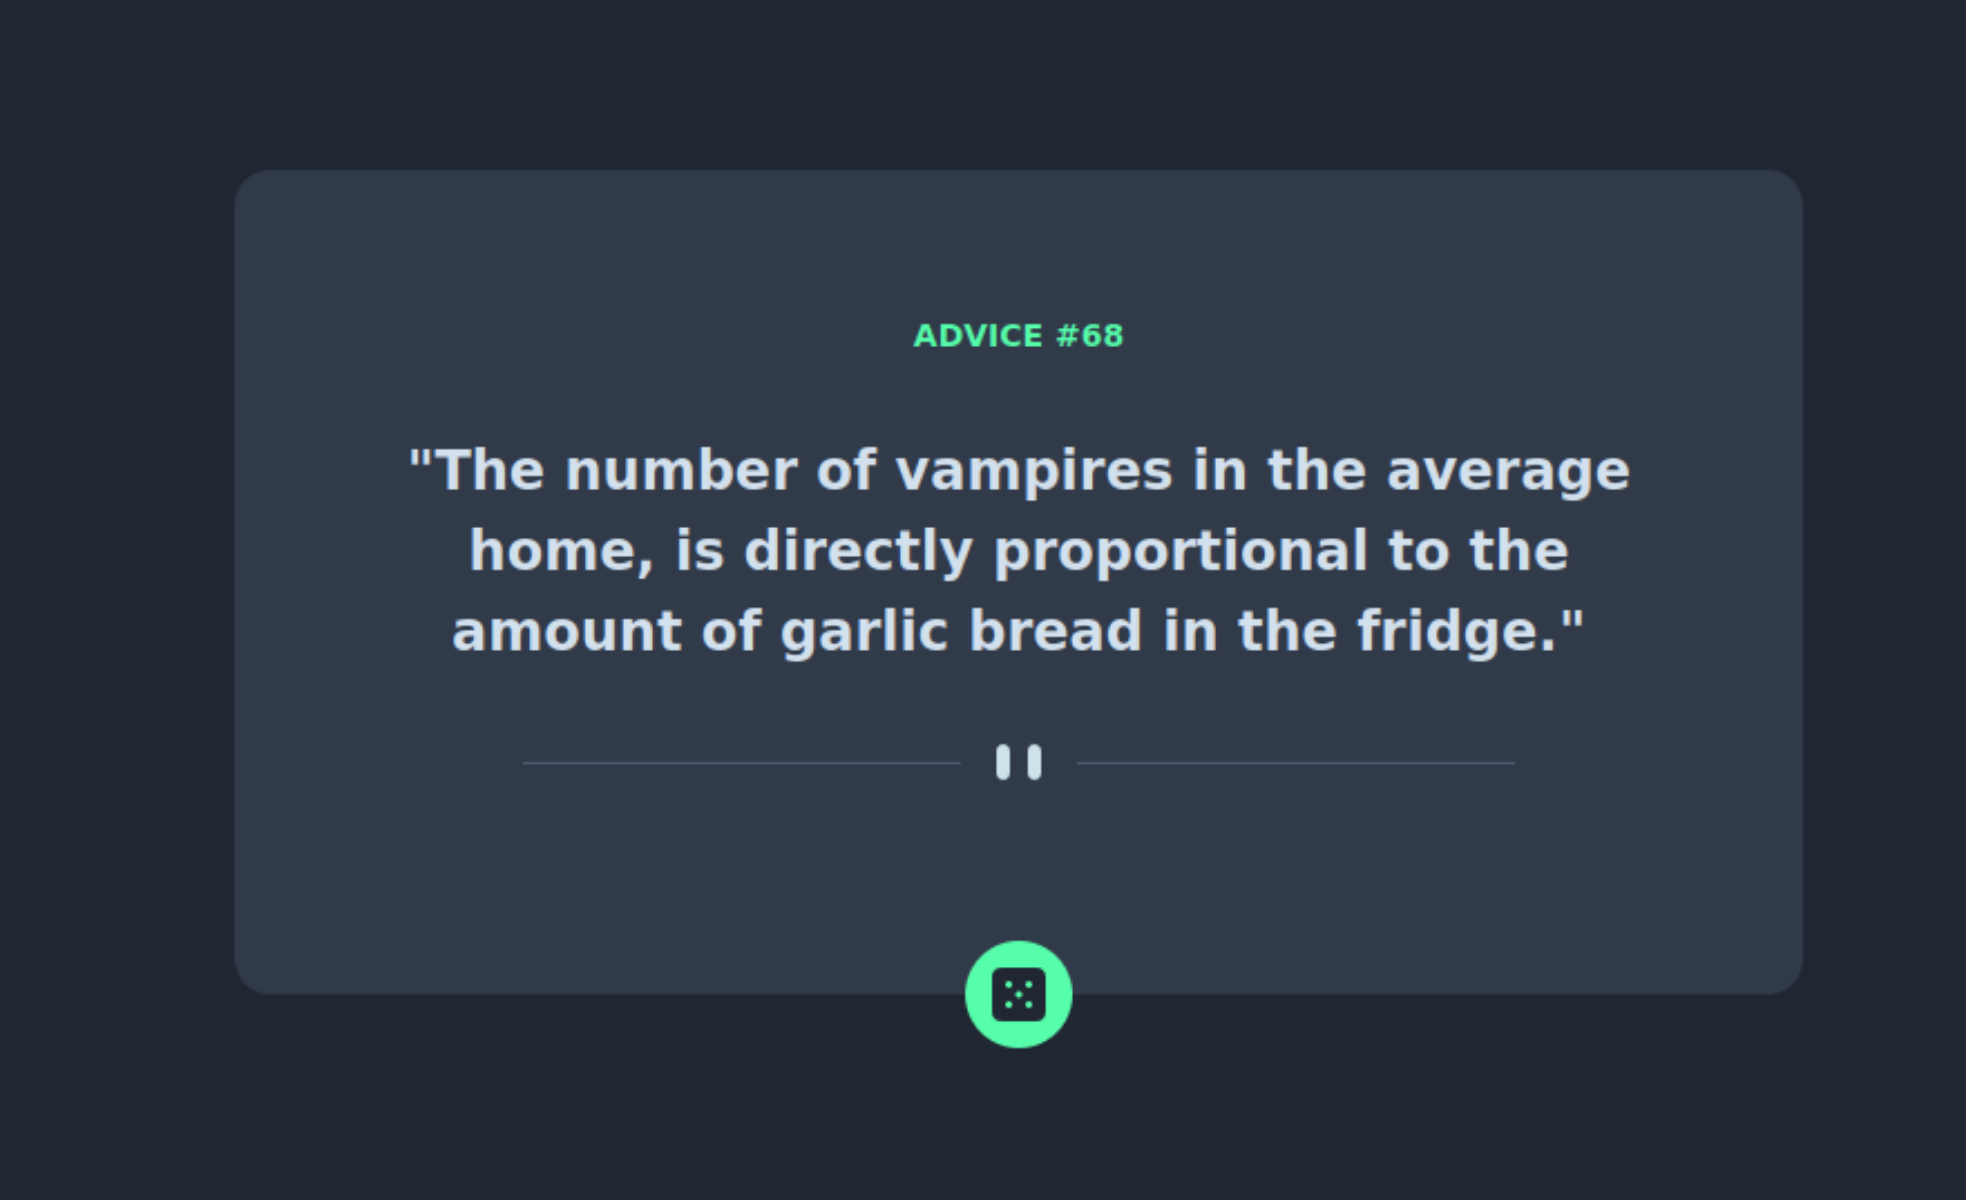 ADVICE #68
"The number of vampires in the average
home, is directly proportional to the
amount of garlic bread in the fridge."